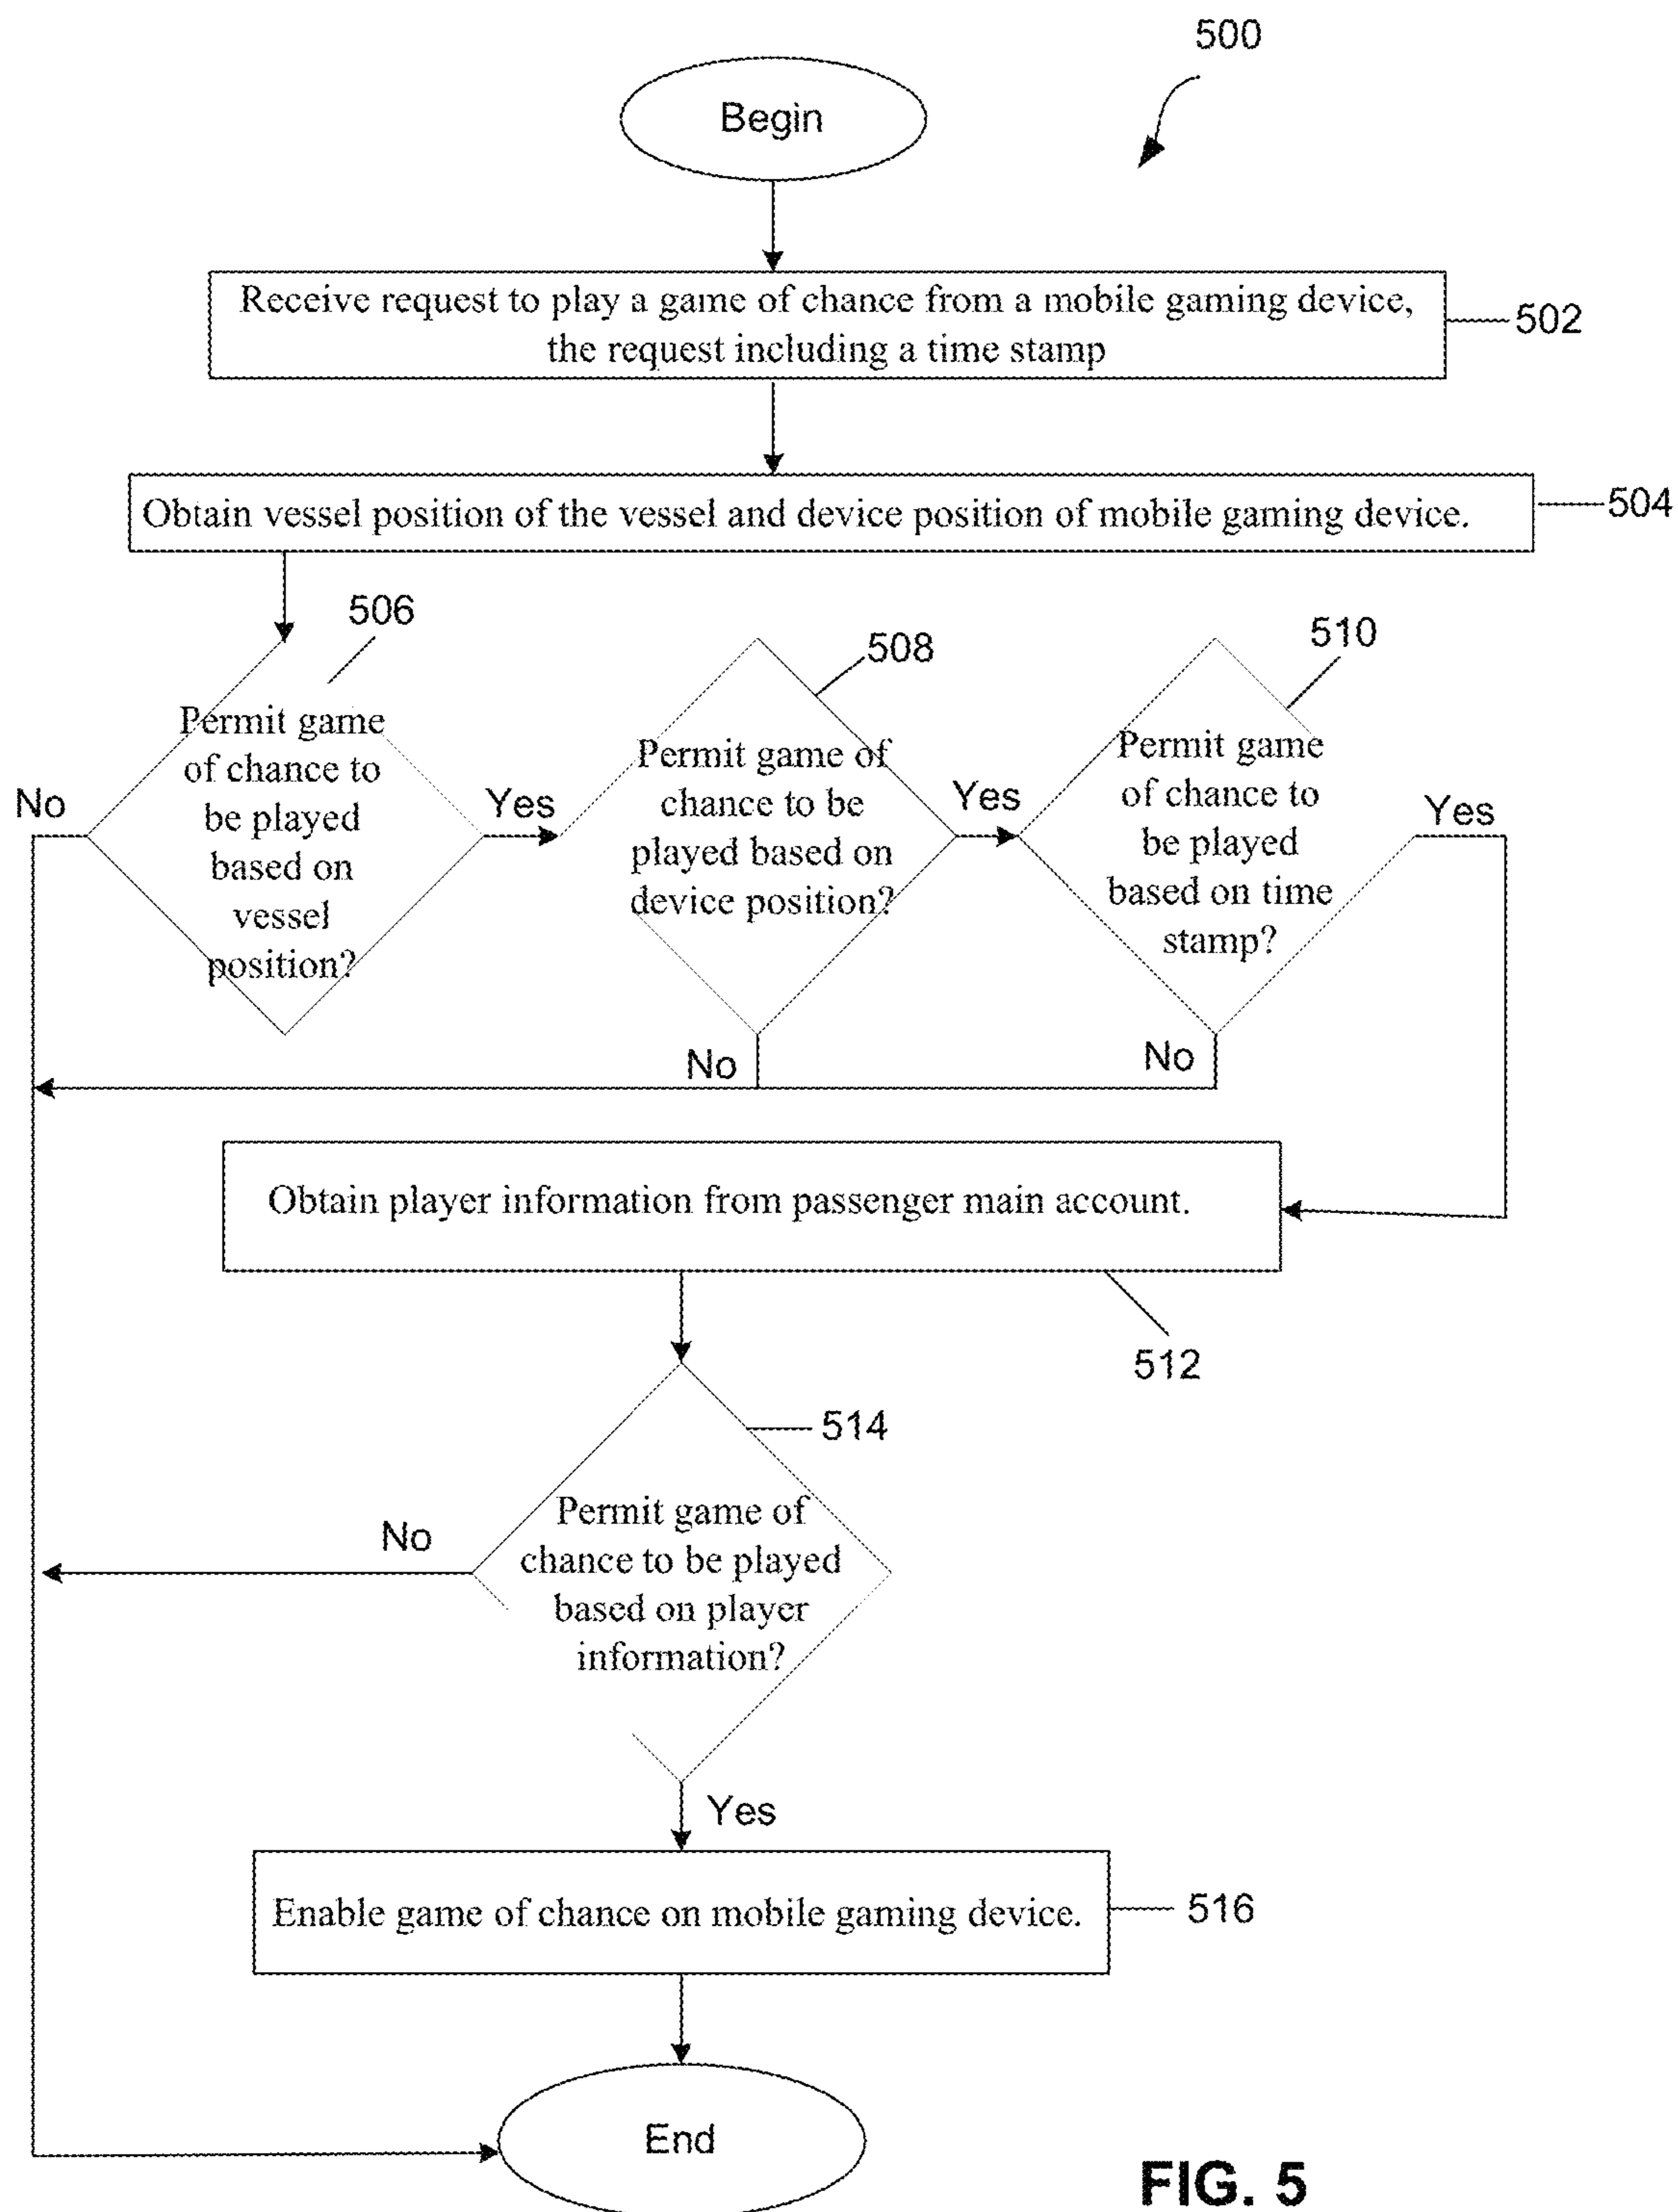 500
Begin
Receive request to play a game of chance from a mobile gaming device,
the request including a time stamp
502
Obtain vessel position of the vessel and device position of mobile gaming device.
504
506
Permit game
of chance to
be played
based on
vessel
position?
No
Yes
508
Permit game of
chance to be
played based on
device position?
Yes
No
510
Permit game
of chance to
be played
based on time
stamp?
Yes
No
Obtain player information from passenger main account.
512
514
Permit game of
chance to be played
based on player
information?
No
Yes
Enable game of chance on mobile gaming device.
516
End
FIG. 5